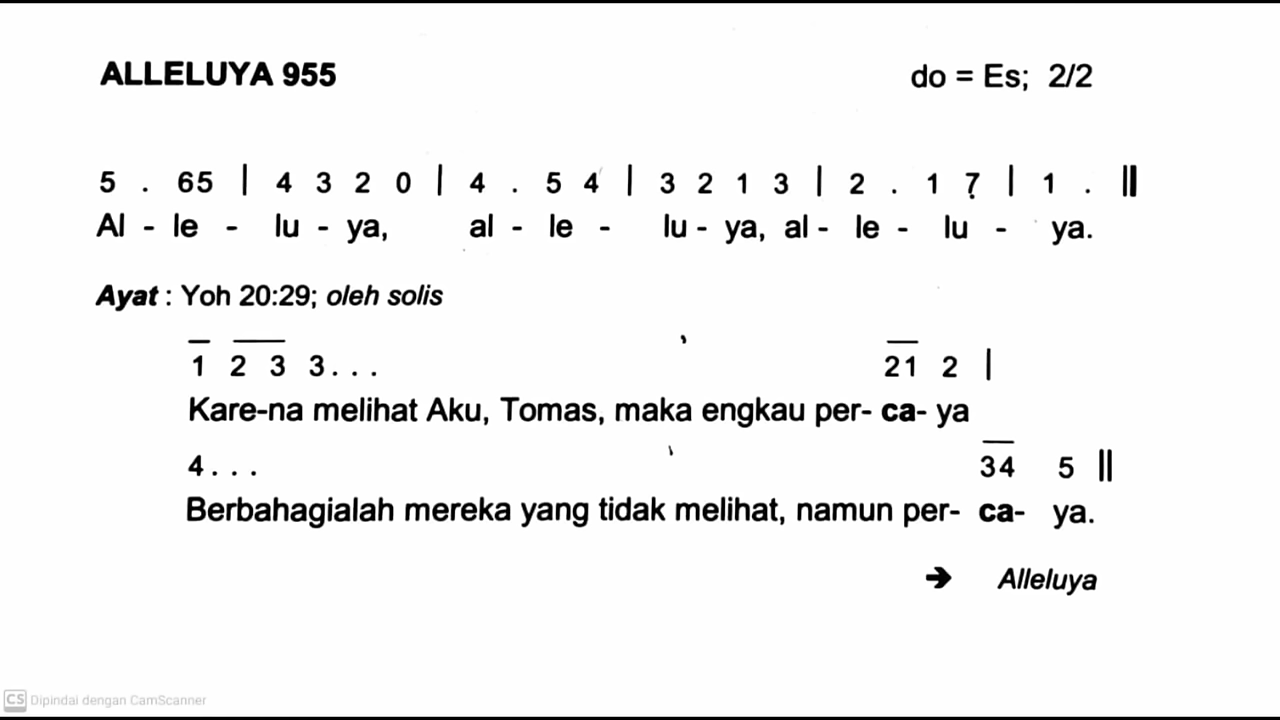 ALLELUYA 955 do = Es; 2/2
5 . 65 | 4 3 2 0 | 4 . 5 4 | 3 2 1 3 | 2 . 1 7̣ | 1 . ||
Al - le - lu - ya, al - le - lu - ya, al - le - lu - ya.
Ayat : Yoh 20:29; oleh solis
1 2 3 3 . . . , 21 2 |
Kare-na melihat Aku, Tomas, maka engkau per- ca- ya
4 . . . 34 5 ||
Berbahagialah mereka yang tidak melihat, namun per- ca- ya.
➔ Alleluya
CS Dipindai dengan CamScanner